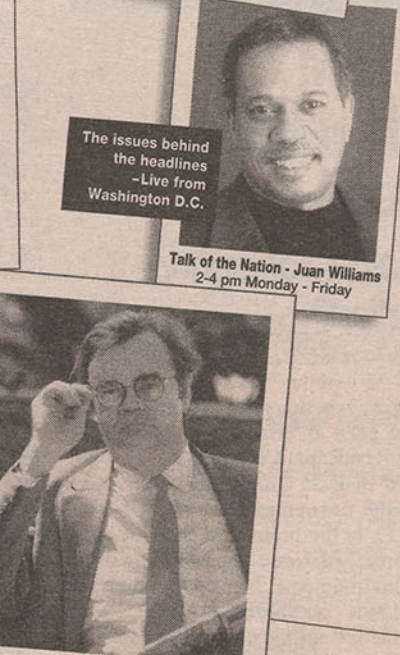 The issues behind
the headlines
–Live from
Washington D.C.
Talk of the Nation - Juan Williams
2-4 pm Monday - Friday